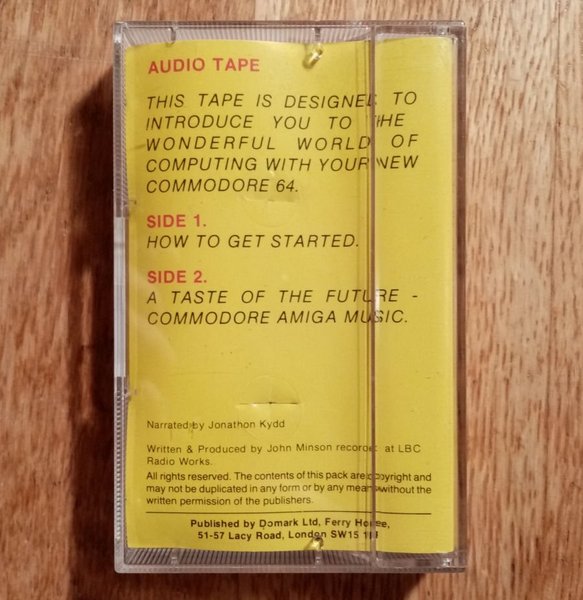 AUDIO TAPE
THIS TAPE IS DESIGNED TO
INTRODUCE YOU TO THE
WONDERFUL WORLD OF
COMPUTING WITH YOUR NEW
COMMODORE 64.
SIDE 1.
HOW TO GET STARTED.
SIDE 2.
A TASTE OF THE FUTURE -
COMMODORE AMIGA MUSIC.
Narrated by Jonathon Kydd
Written & Produced by John Minson recorded at LBC
Radio Works.
All rights reserved. The contents of this pack are copyright and
may not be duplicated in any form or by any means without the
written permission of the publishers.
Published by Domark Ltd, Ferry House,
51-57 Lacy Road, London SW15